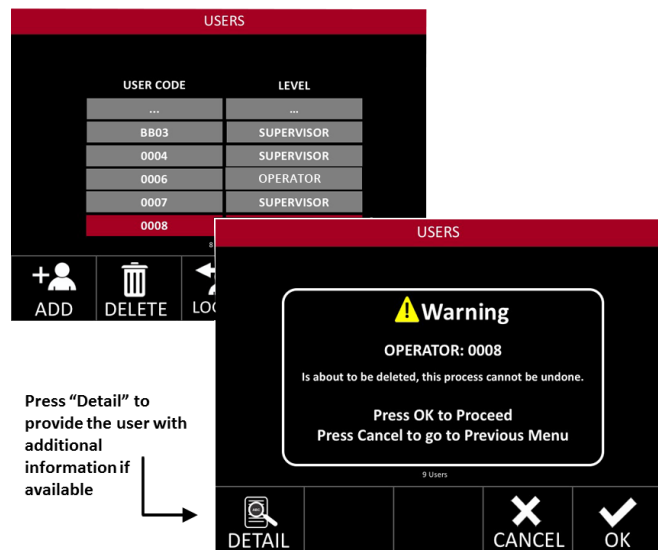 USERS
USER CODE LEVEL
... ...
BB03 SUPERVISOR
0004 SUPERVISOR
0006 OPERATOR
0007 SUPERVISOR
0008
8
ADD DELETE LOG
USERS
Warning
OPERATOR: 0008
Is about to be deleted, this process cannot be undone.
Press OK to Proceed
Press Cancel to go to Previous Menu
9 Users
DETAIL CANCEL OK
Press “Detail” to
provide the user with
additional
information if
available